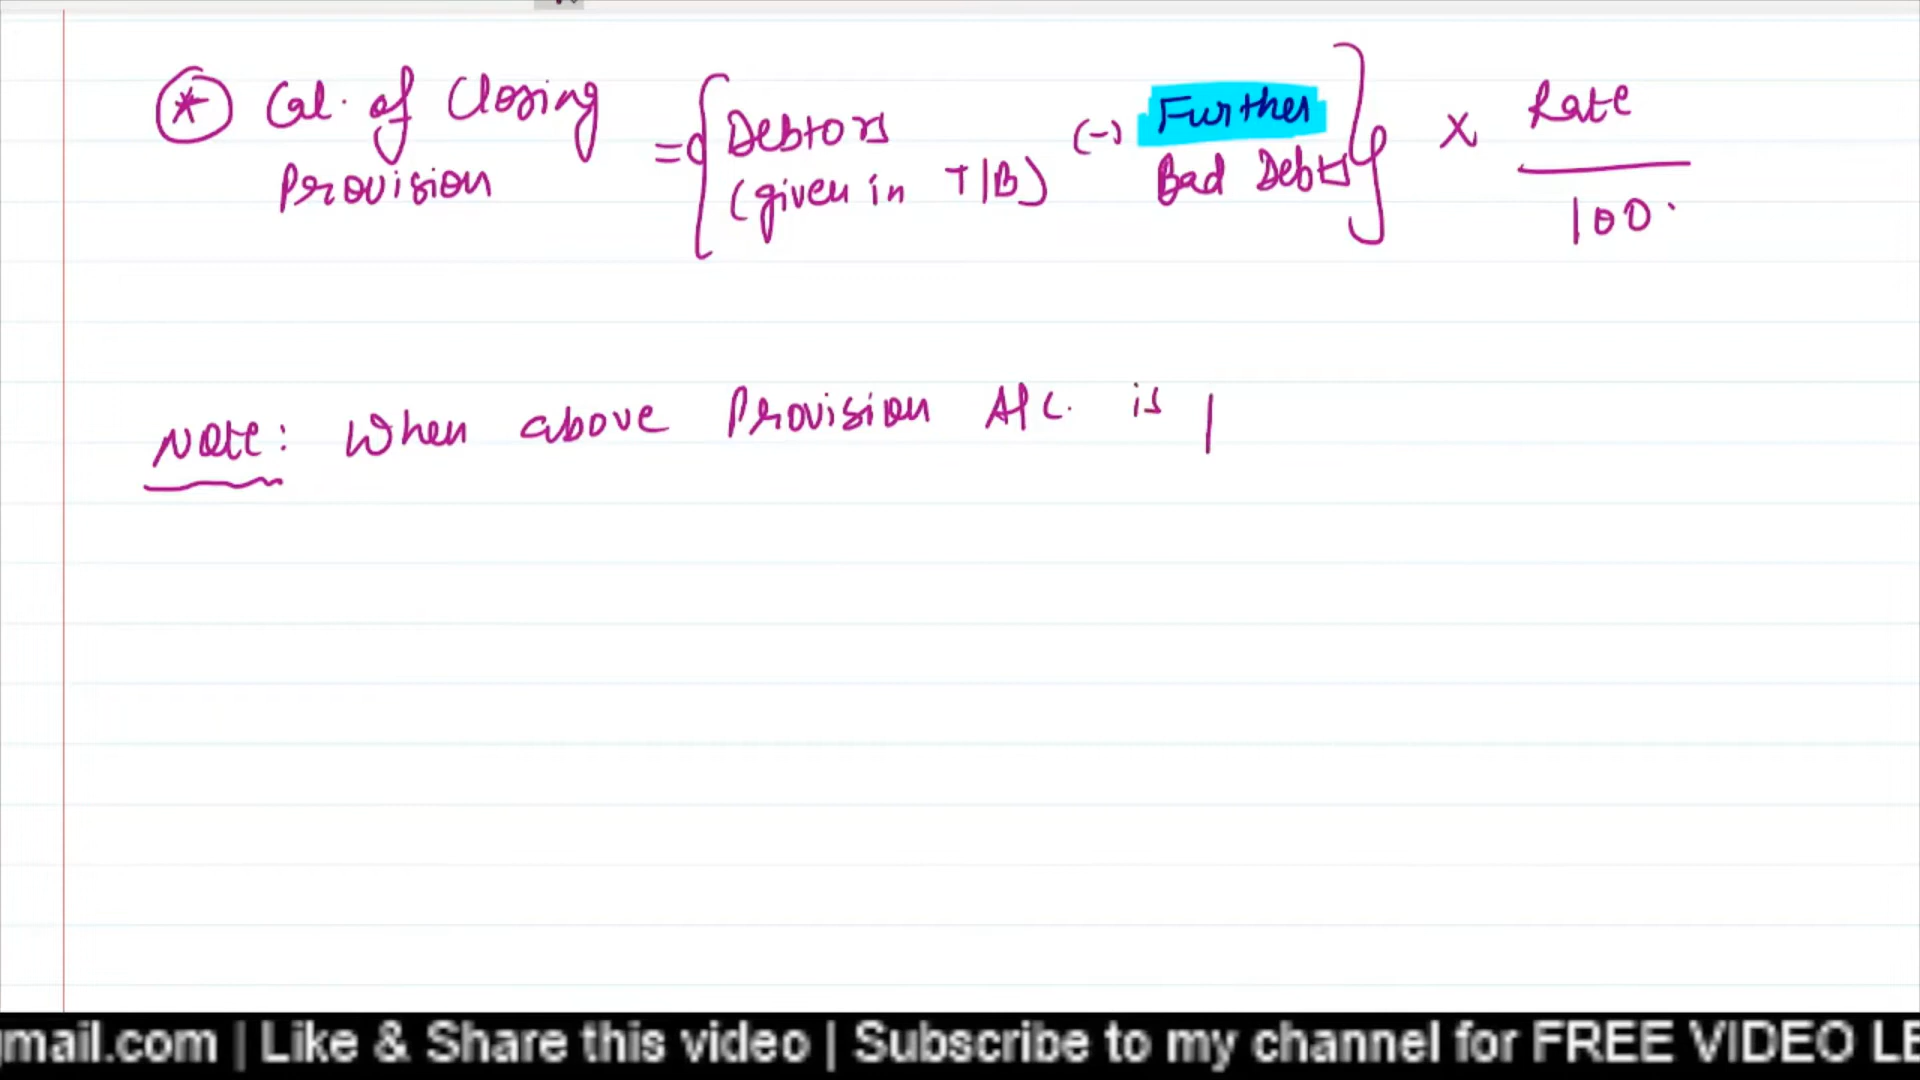 * Cal. of Closing Provision = { Debtors (given in T/B) (-) Further Bad Debts } x Rate / 100.
Note: When above Provision A/c. is
gmail.com | Like & Share this video | Subscribe to my channel for FREE VIDEO LE